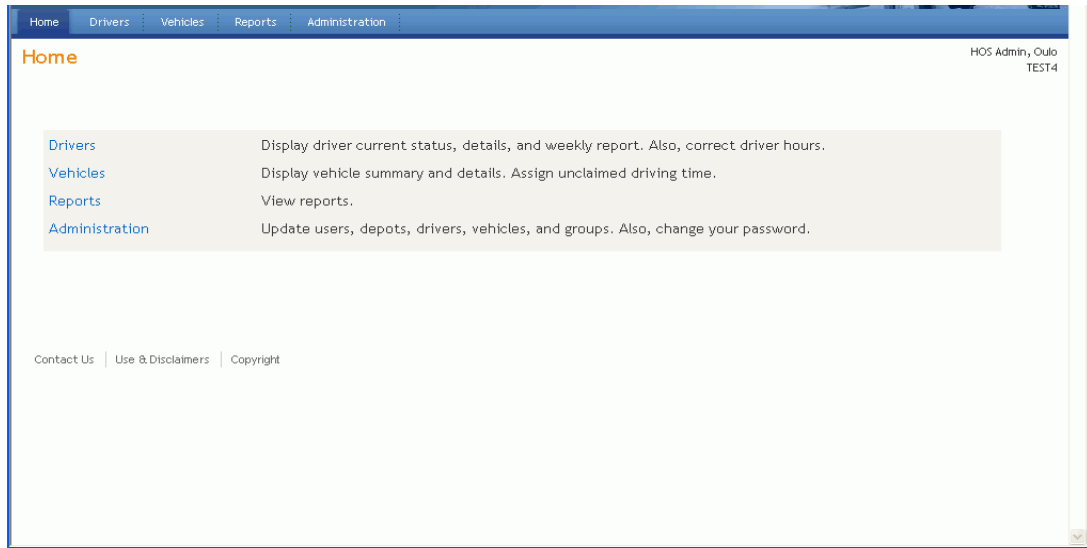 Home Drivers Vehicles Reports Administration
Home
HOS Admin, Oulo
TEST4
Drivers Display driver current status, details, and weekly report. Also, correct driver hours.
Vehicles Display vehicle summary and details. Assign unclaimed driving time.
Reports View reports.
Administration Update users, depots, drivers, vehicles, and groups. Also, change your password.
Contact Us Use & Disclaimers Copyright